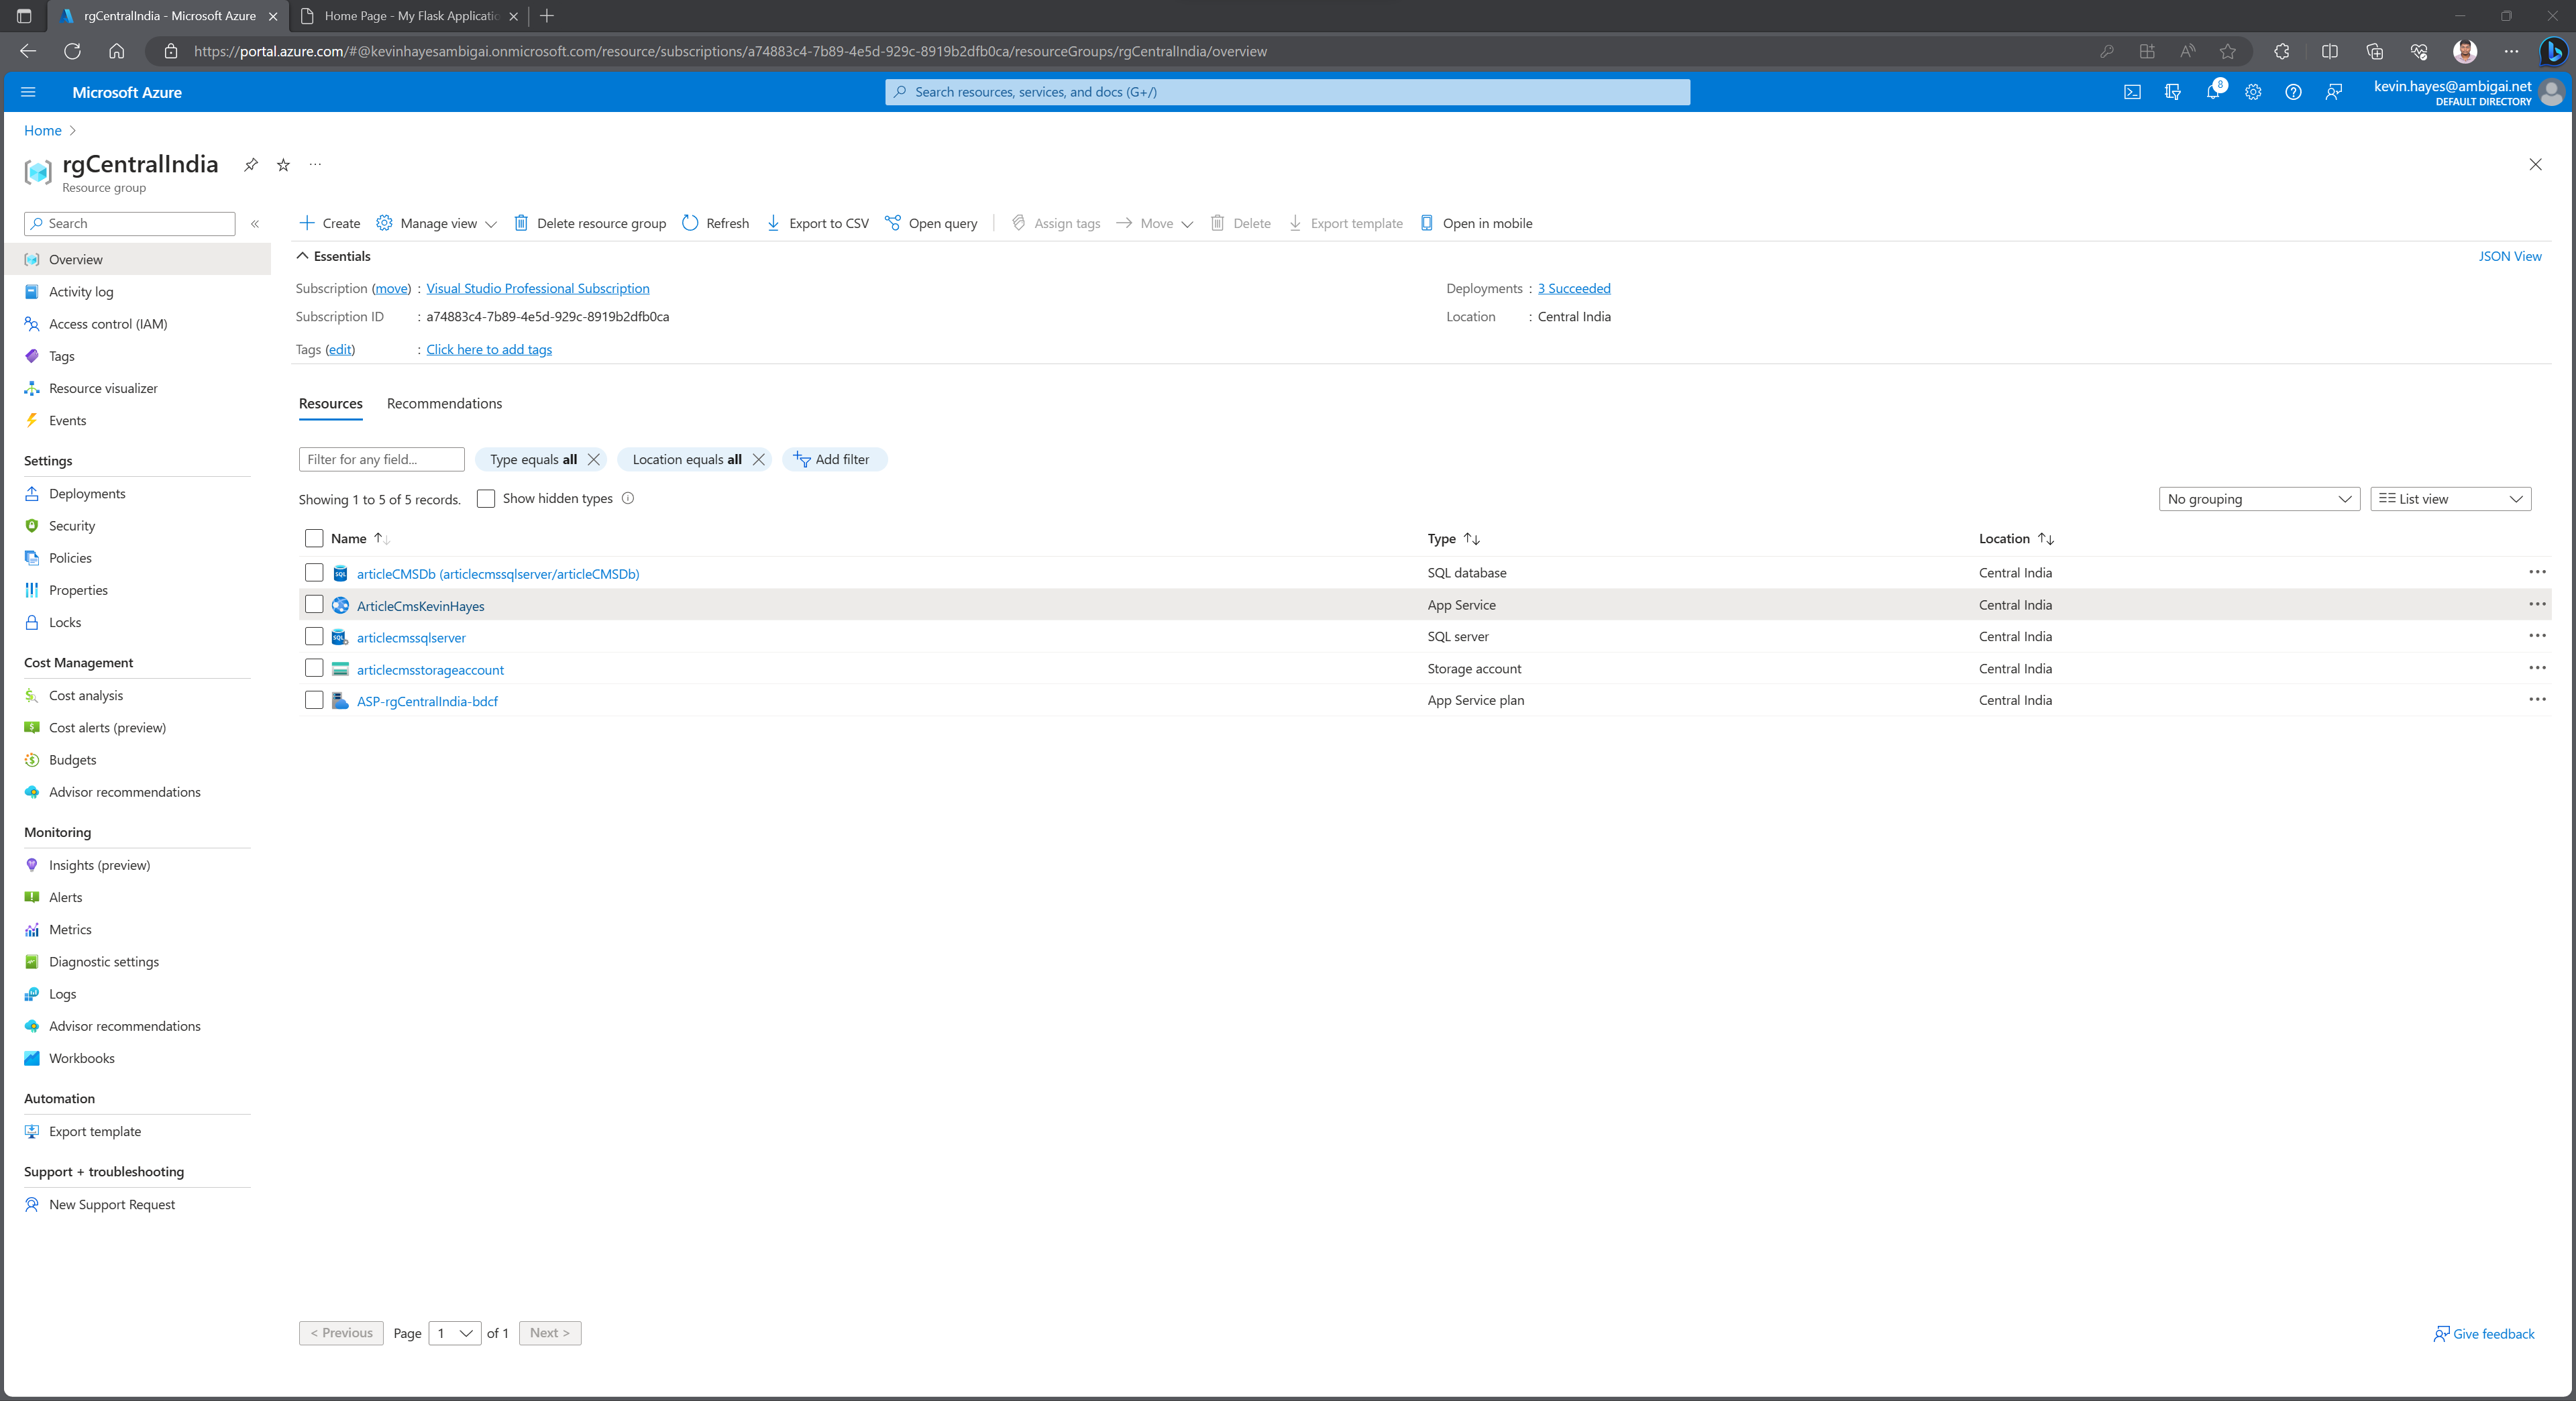 rgCentralIndia - Microsoft Azure
Home Page - My Flask Applicatio
https://portal.azure.com/#@kevinhayesambigai.onmicrosoft.com/resource/subscriptions/a74883c4-7b89-4e5d-929c-8919b2dfb0ca/resourceGroups/rgCentralIndia/overview
Microsoft Azure
Search resources, services, and docs (G+/)
8
kevin.hayes@ambigai.net
DEFAULT DIRECTORY
Home
rgCentralIndia
Resource group
Search
Create Manage view Delete resource group Refresh Export to CSV Open query Assign tags Move Delete Export template Open in mobile
Overview
Activity log
Access control (IAM)
Tags
Resource visualizer
Events
Settings
Deployments
Security
Policies
Properties
Locks
Cost Management
Cost analysis
Cost alerts (preview)
Budgets
Advisor recommendations
Monitoring
Insights (preview)
Alerts
Metrics
Diagnostic settings
Logs
Advisor recommendations
Workbooks
Automation
Export template
Support + troubleshooting
New Support Request
Essentials
JSON View
Subscription (move) : Visual Studio Professional Subscription
Deployments : 3 Succeeded
Subscription ID : a74883c4-7b89-4e5d-929c-8919b2dfb0ca
Location : Central India
Tags (edit) : Click here to add tags
Resources Recommendations
Filter for any field... Type equals all Location equals all Add filter
Showing 1 to 5 of 5 records. Show hidden types
No grouping List view
Name Type Location
articleCMSDb (articlecmssqlserver/articleCMSDb) SQL database Central India
ArticleCmsKevinHayes App Service Central India
articlecmssqlserver SQL server Central India
articlecmsstorageaccount Storage account Central India
ASP-rgCentralIndia-bdcf App Service plan Central India
< Previous Page 1 of 1 Next >
Give feedback